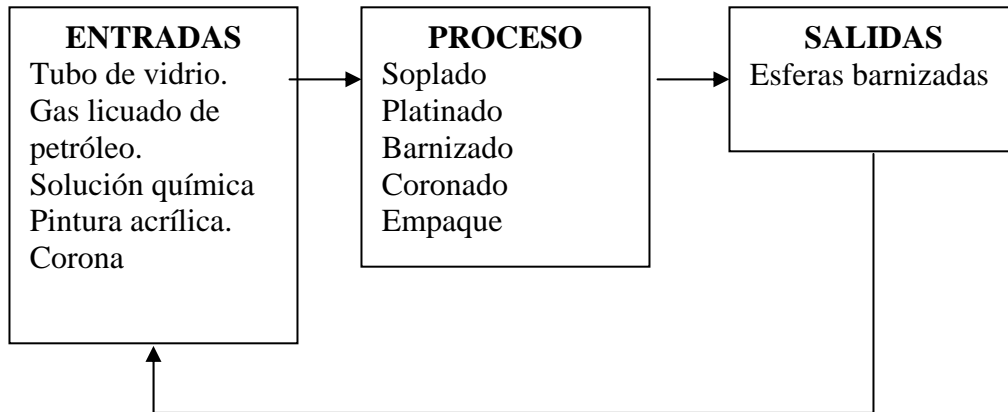 ENTRADAS
Tubo de vidrio.
Gas licuado de
petróleo.
Solución química
Pintura acrílica.
Corona
PROCESO
Soplado
Platinado
Barnizado
Coronado
Empaque
SALIDAS
Esferas barnizadas